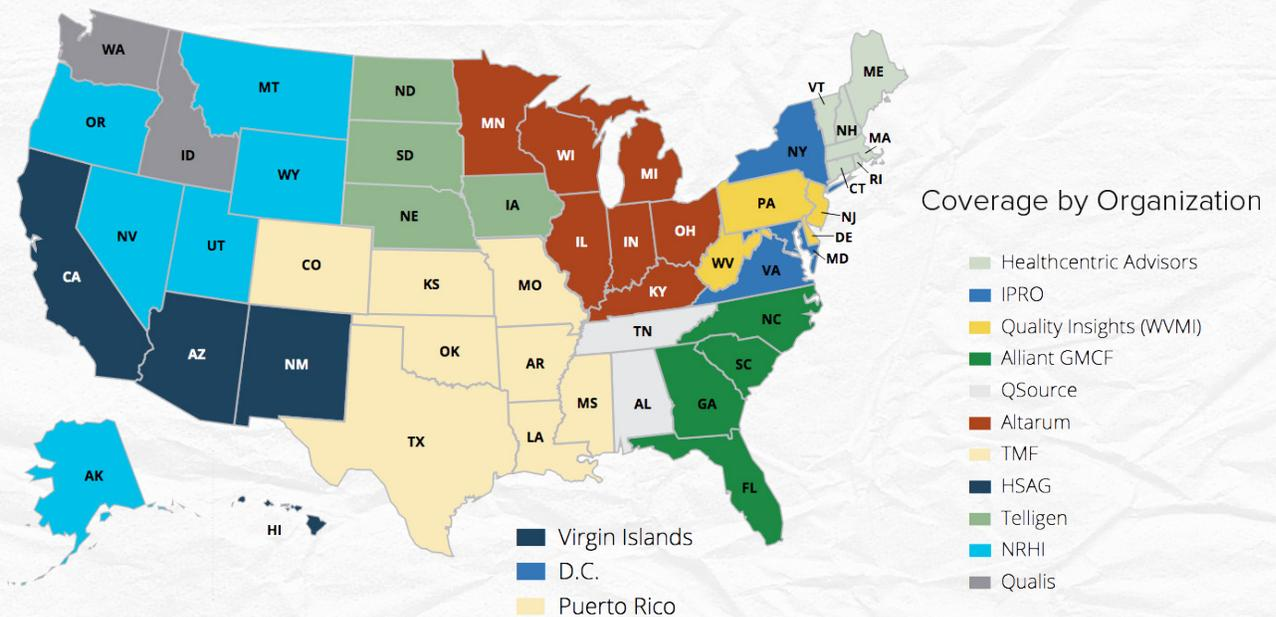 WA
MT
ND
MN
ME
VT
OR
ID
SD
WI
MI
NY
NH
MA
RI
CT
WY
NE
IA
PA
NJ
DE
MD
NV
UT
CO
KS
MO
IL
IN
OH
WV
VA
KY
CA
AZ
NM
OK
AR
TN
NC
SC
MS
AL
GA
TX
LA
FL
AK
HI
Virgin Islands
D.C.
Puerto Rico
Coverage by Organization
Healthcentric Advisors
IPRO
Quality Insights (WVMI)
Alliant GMCF
QSource
Altarum
TMF
HSAG
Telligen
NRHI
Qualis